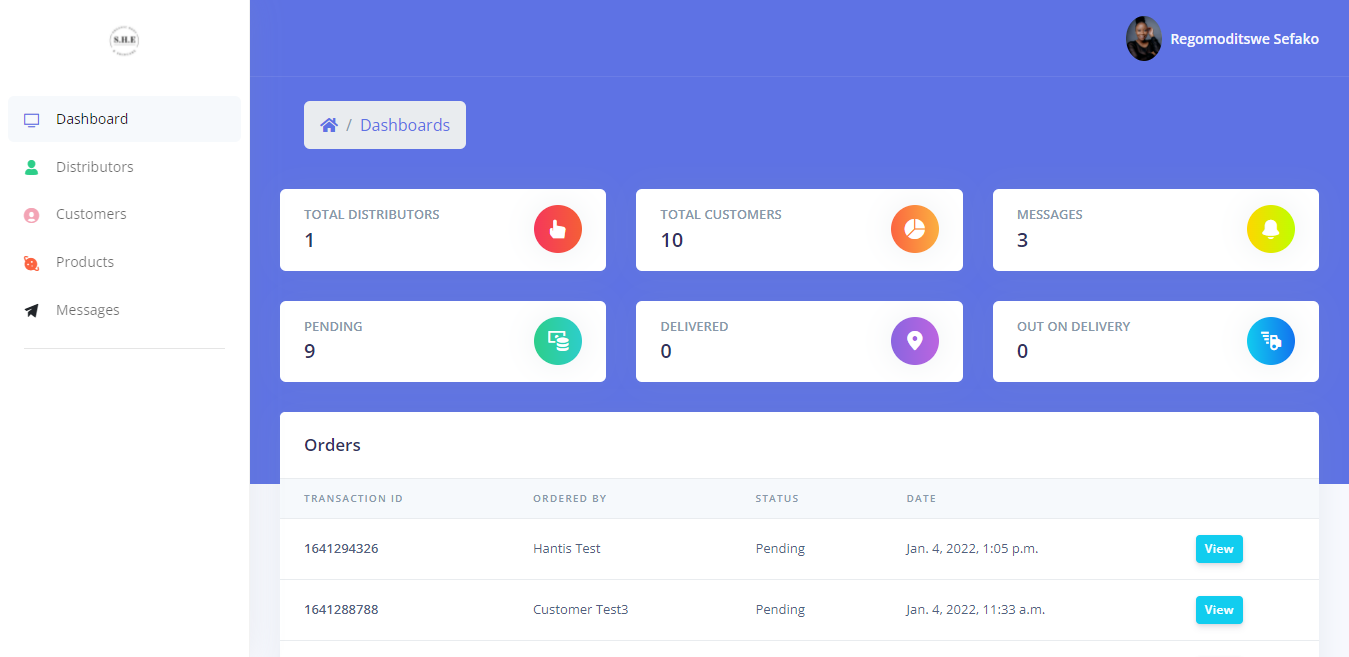 S.H.E
Regomoditswe Sefako
Dashboard
Distributors
Customers
Products
Messages
/ Dashboards
TOTAL DISTRIBUTORS
1
TOTAL CUSTOMERS
10
MESSAGES
3
PENDING
9
DELIVERED
0
OUT ON DELIVERY
0
Orders
TRANSACTION ID ORDERED BY STATUS DATE
1641294326 Hantis Test Pending Jan. 4, 2022, 1:05 p.m. View
1641288788 Customer Test3 Pending Jan. 4, 2022, 11:33 a.m. View